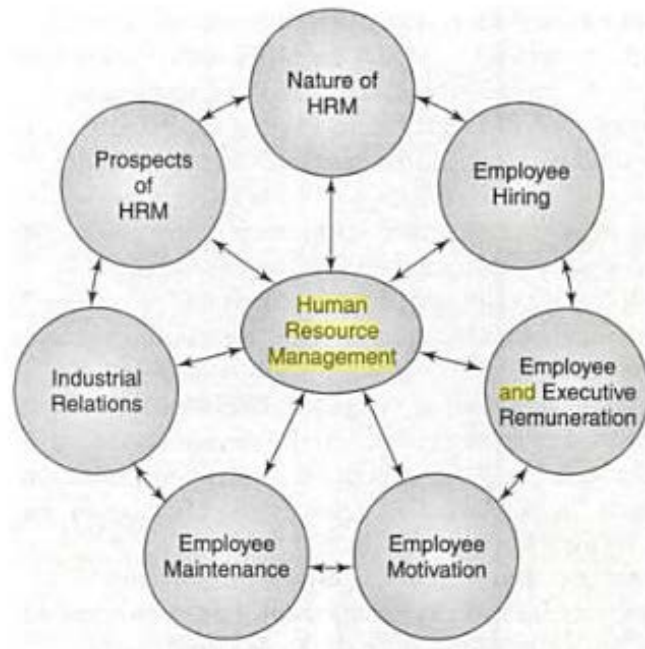 Nature of
HRM
Employee
Hiring
Employee
and Executive
Remuneration
Employee
Motivation
Employee
Maintenance
Industrial
Relations
Prospects
of
HRM
Human
Resource
Management